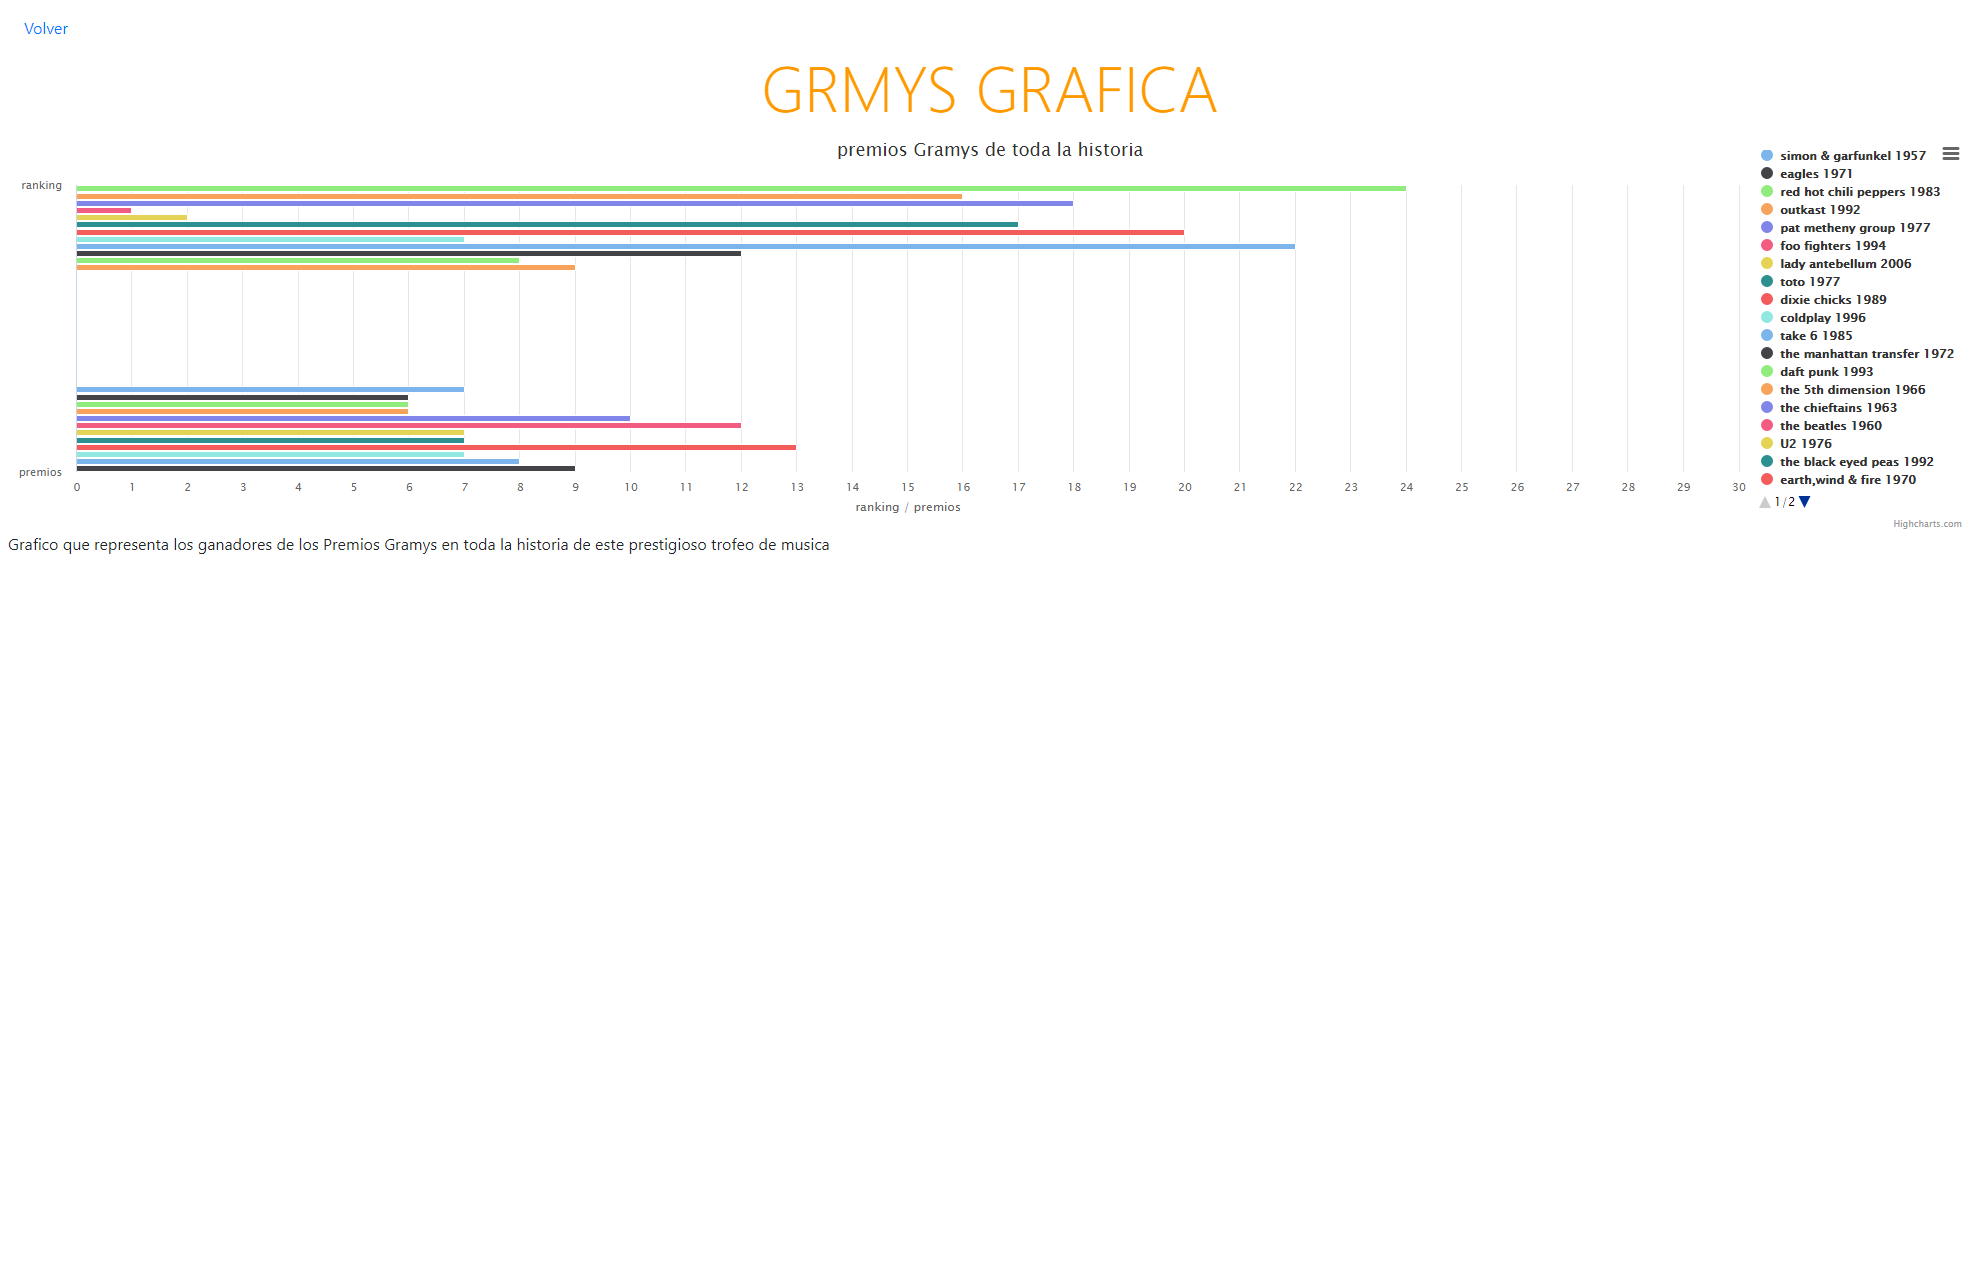 Volver
GRMYS GRAFICA
premios Gramys de toda la historia
ranking
premios
0 1 2 3 4 5 6 7 8 9 10 11 12 13 14 15 16 17 18 19 20 21 22 23 24 25 26 27 28 29 30
ranking / premios
simon & garfunkel 1957
eagles 1971
red hot chili peppers 1983
outkast 1992
pat metheny group 1977
foo fighters 1994
lady antebellum 2006
toto 1977
dixie chicks 1989
coldplay 1996
take 6 1985
the manhattan transfer 1972
daft punk 1993
the 5th dimension 1966
the chieftains 1963
the beatles 1960
U2 1976
the black eyed peas 1992
earth,wind & fire 1970
1/2
Highcharts.com
Grafico que representa los ganadores de los Premios Gramys en toda la historia de este prestigioso trofeo de musica